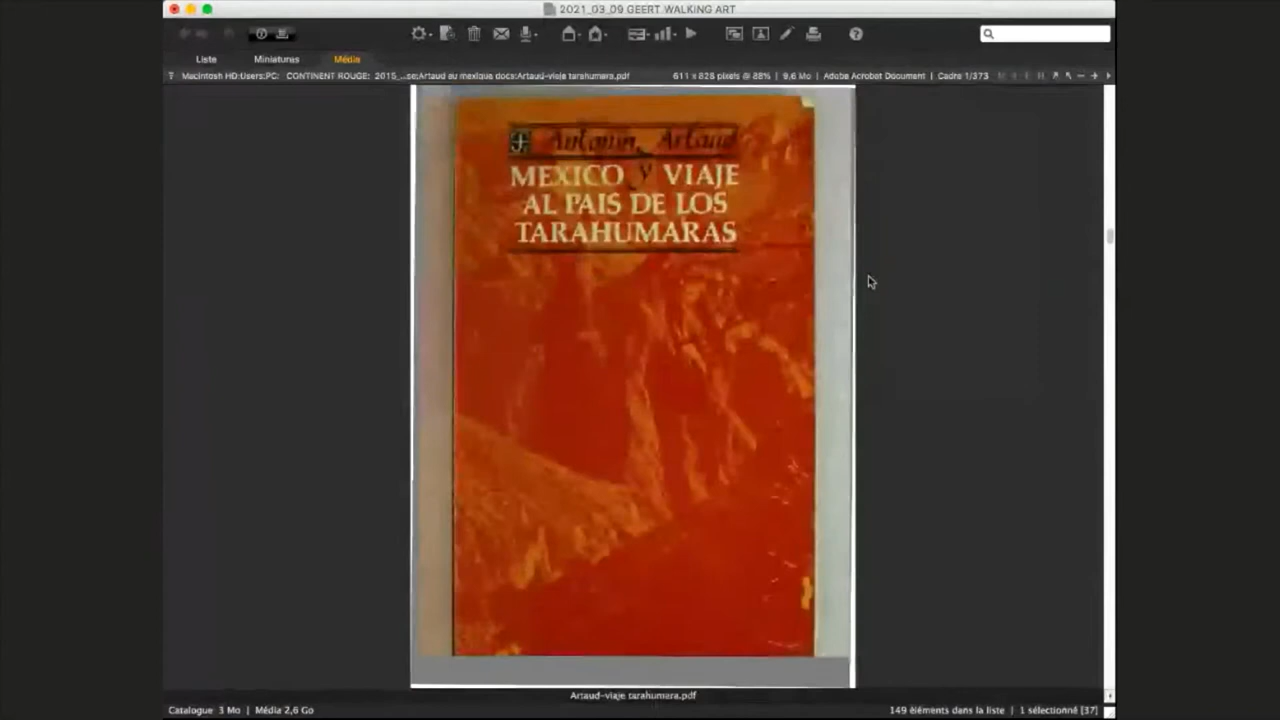 2021_03_09 GEERT WALKING ART
Liste Miniatures Média
Macintosh HD:Users:PC: CONTINENT ROUGE: 2015_...se:Artaud au mexique docs:Artaud-viaje tarahumara.pdf 611 x 828 pixels @ 88% | 9,6 Mo | Adobe Acrobat Document | Cadre 1/373
Antonin Artaud
MEXICO y VIAJE
AL PAIS DE LOS
TARAHUMARAS
Artaud-viaje tarahumara.pdf
Catalogue 3 Mo | Média 2,6 Go 149 éléments dans la liste | 1 sélectionné [37]